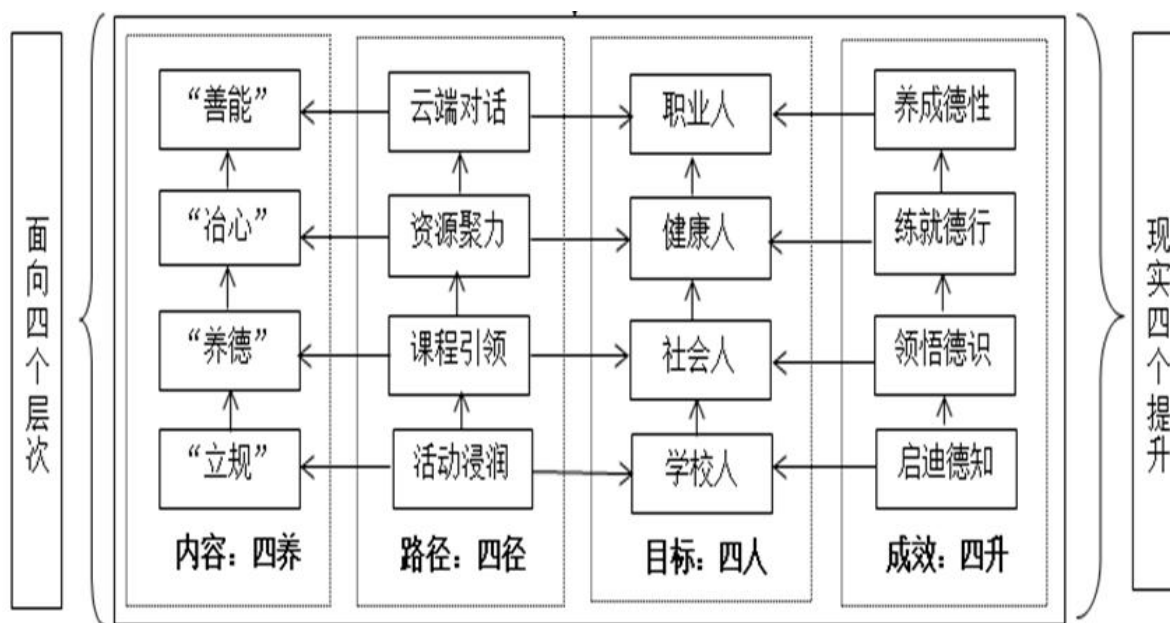 面向四个层次
“善能”
云端对话
职业人
养成德性
“冶心”
资源聚力
健康人
练就德行
“养德”
课程引领
社会人
领悟德识
“立规”
活动浸润
学校人
启迪德知
内容：四养
路径：四径
目标：四人
成效：四升
现实四个提升